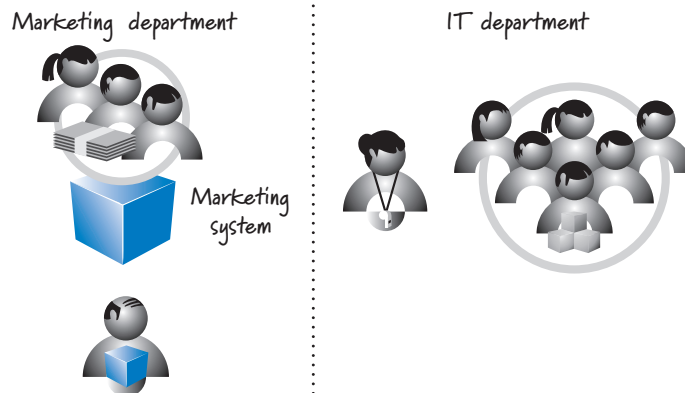 Marketing department
IT department
Marketing
system